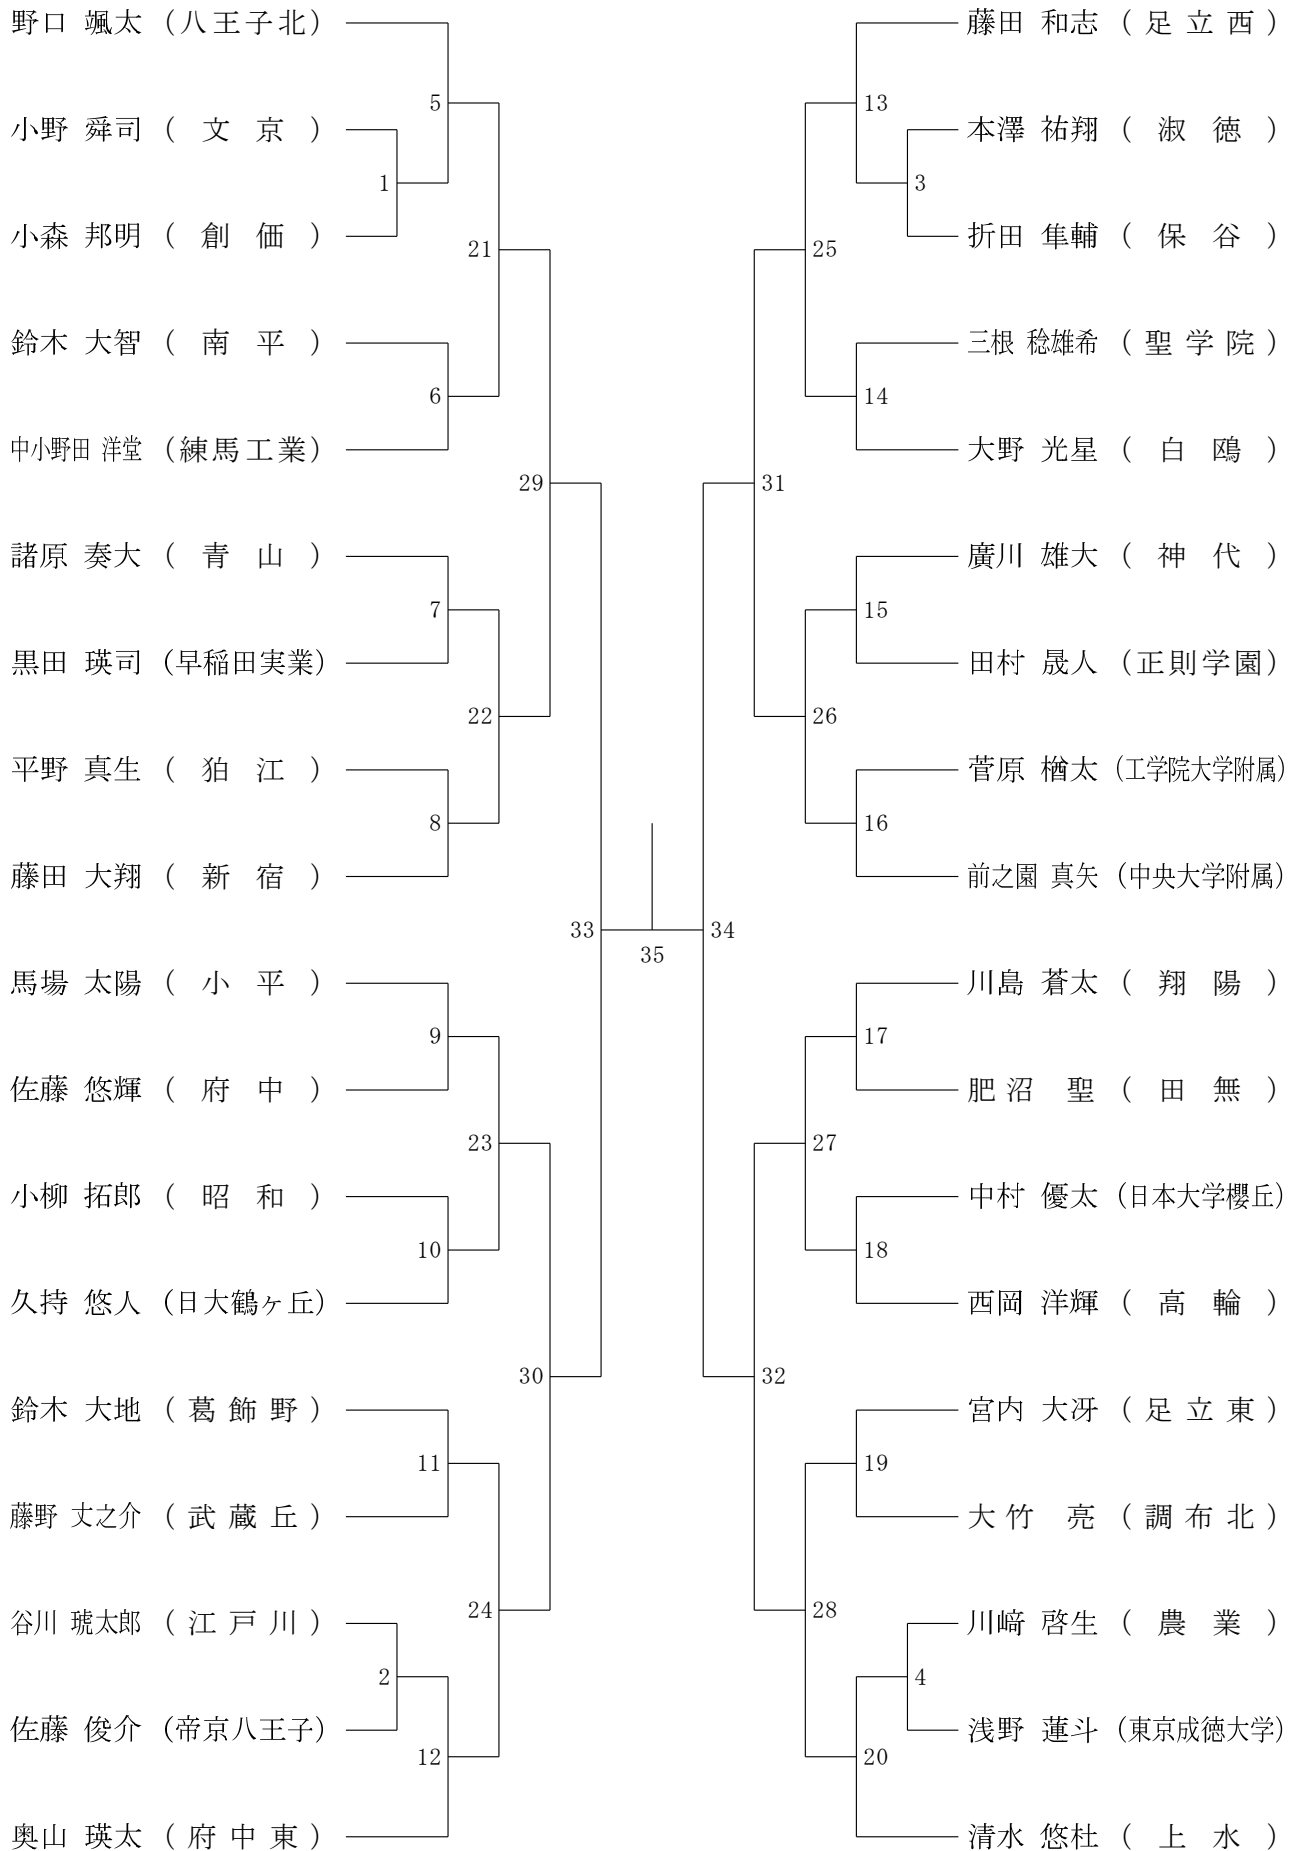 野口 颯太 (八王子北)
小野 舜司 (文京)
小森 邦明 (創価)
鈴木 大智 (南平)
中小野田 洋堂 (練馬工業)
諸原 奏大 (青山)
黒田 瑛司 (早稲田実業)
平野 真生 (狛江)
藤田 大翔 (新宿)
馬場 太陽 (小平)
佐藤 悠輝 (府中)
小柳 拓郎 (昭和)
久持 悠人 (日大鶴ヶ丘)
鈴木 大地 (葛飾野)
藤野 丈之介 (武蔵丘)
谷川 琥太郎 (江戸川)
佐藤 俊介 (帝京八王子)
奥山 瑛太 (府中東)
5
1
21
6
29
7
22
8
33
9
23
10
30
11
24
2
12
35
13
3
25
14
31
15
26
16
34
17
27
18
32
19
28
4
20
藤田 和志 (足立西)
本澤 祐翔 (淑徳)
折田 隼輔 (保谷)
三根 稔雄希 (聖学院)
大野 光星 (白鴎)
廣川 雄大 (神代)
田村 晟人 (正則学園)
菅原 楢太 (工学院大学附属)
前之園 真矢 (中央大学附属)
川島 蒼太 (翔陽)
肥沼 聖 (田無)
中村 優太 (日本大学櫻丘)
西岡 洋輝 (高輪)
宮内 大冴 (足立東)
大竹 亮 (調布北)
川﨑 啓生 (農業)
浅野 蓮斗 (東京成徳大学)
清水 悠杜 (上水)